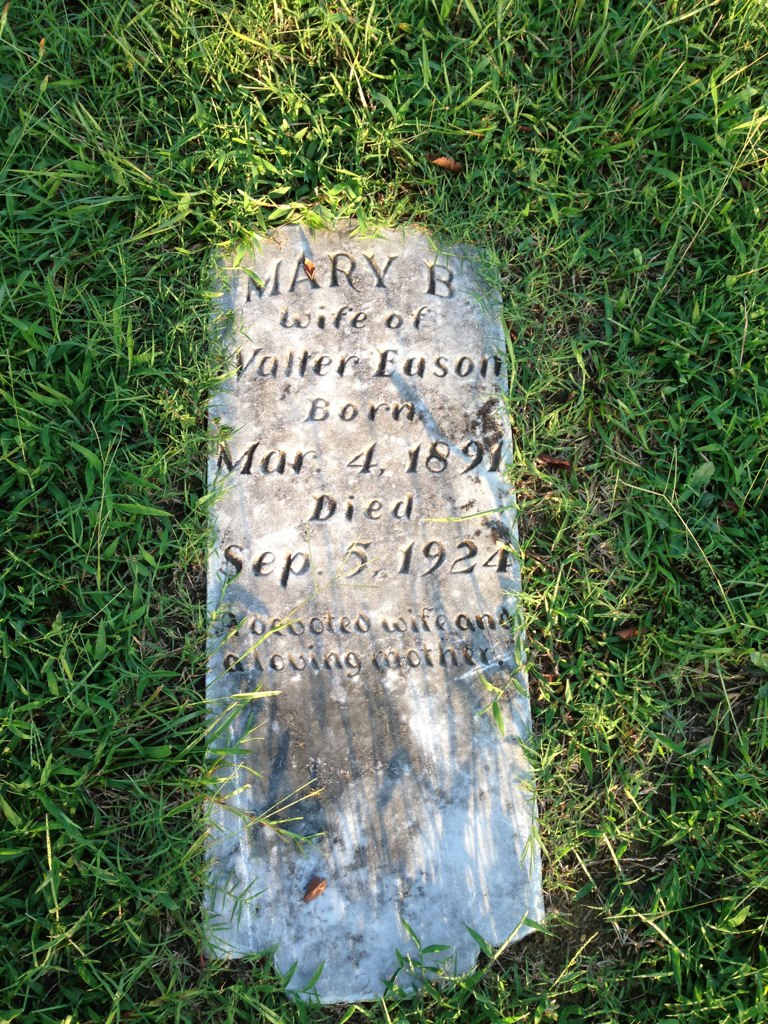 MARY B.
Wife of
Walter Eason
Born
Mar. 4, 1891
Died
Sep. 5, 1924
A devoted wife and
a loving mother.